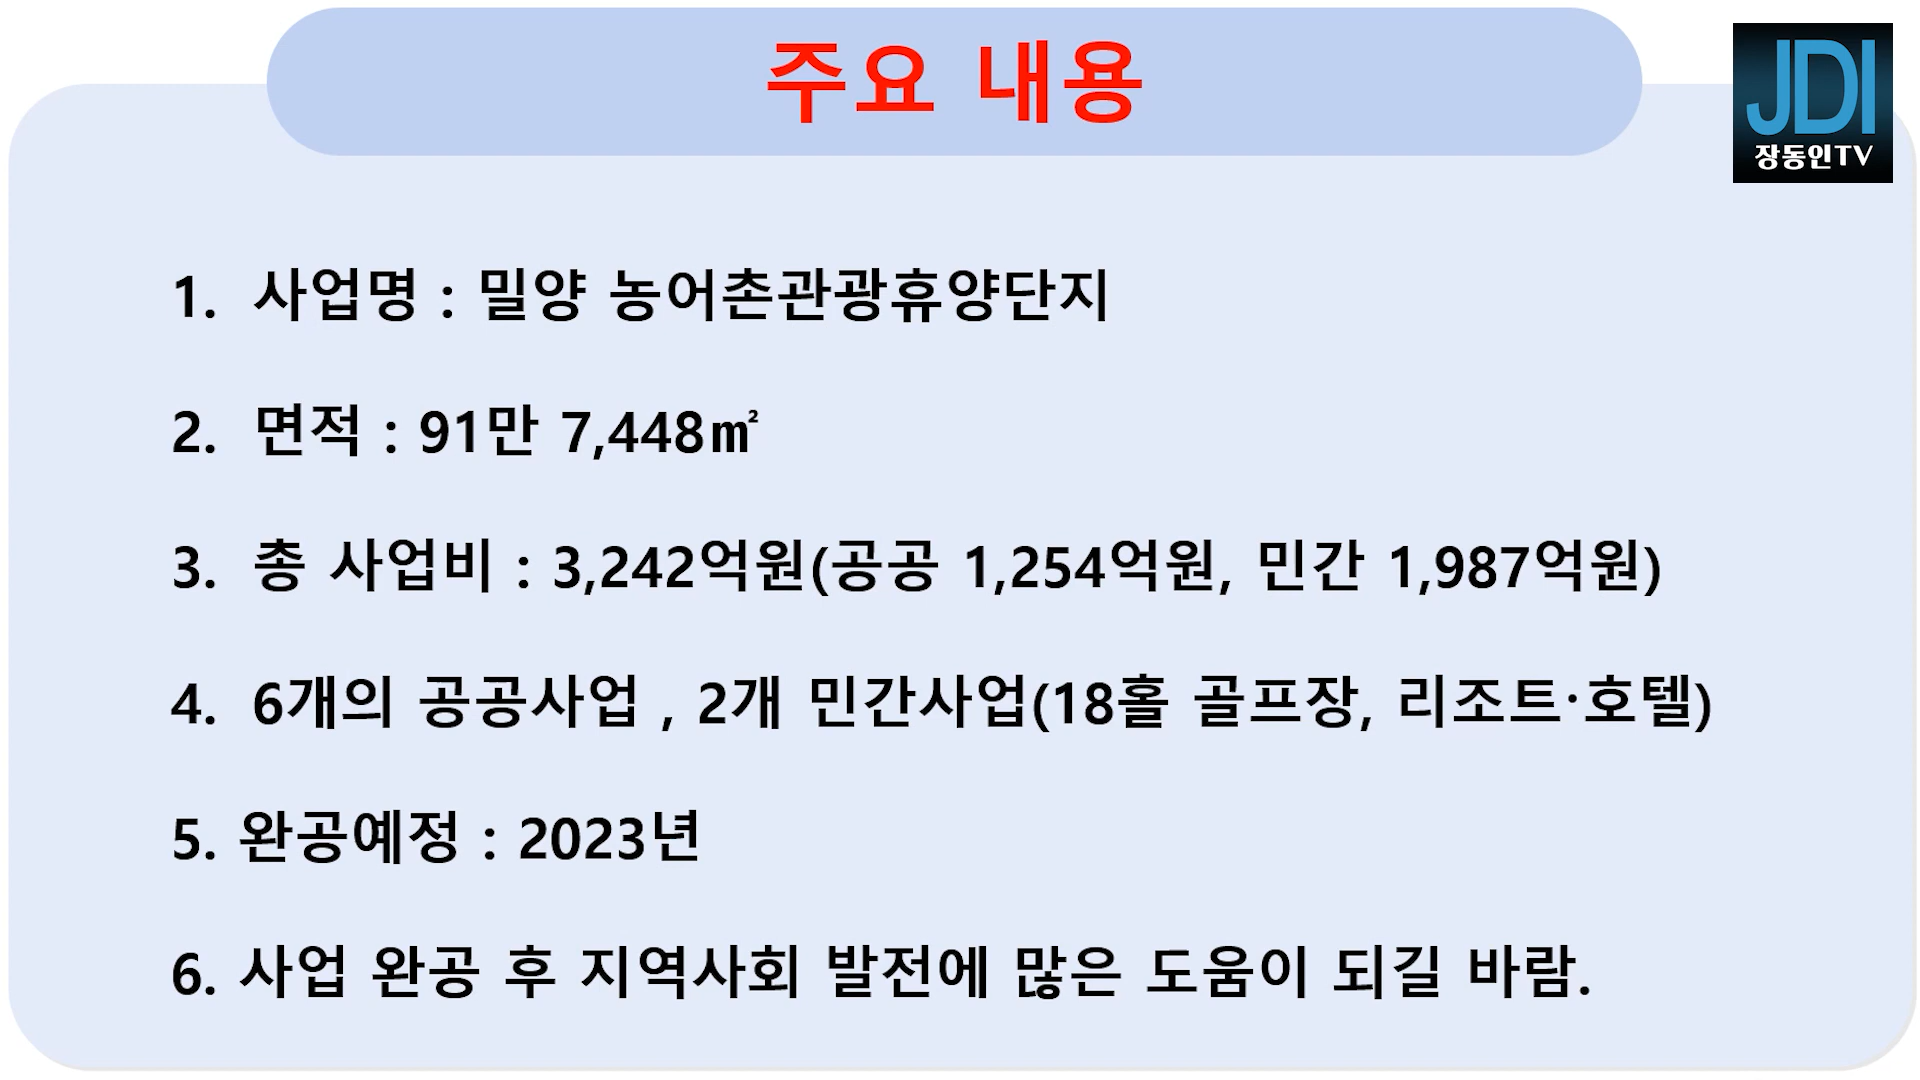 주요 내용
JDI
장동인TV
1. 사업명 : 밀양 농어촌관광휴양단지
2. 면적 : 91만 7,448㎡
3. 총 사업비 : 3,242억원(공공 1,254억원, 민간 1,987억원)
4. 6개의 공공사업 , 2개 민간사업(18홀 골프장, 리조트·호텔)
5. 완공예정 : 2023년
6. 사업 완공 후 지역사회 발전에 많은 도움이 되길 바람.